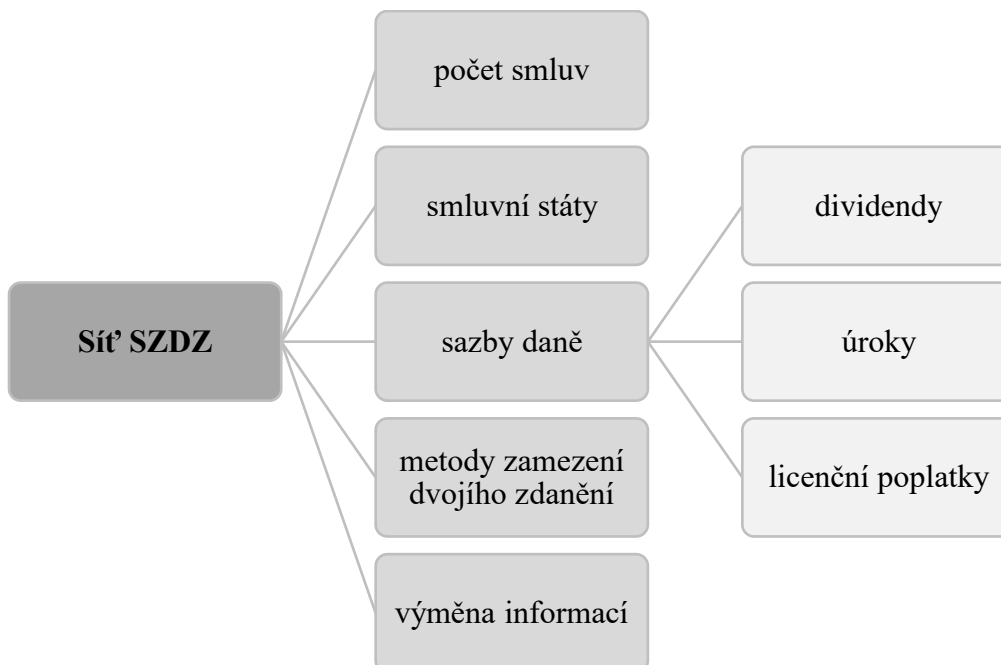 Síť SZDZ
počet smluv
smluvní státy
sazby daně
metody zamezení
dvojího zdanění
výměna informací
dividendy
úroky
licenční poplatky